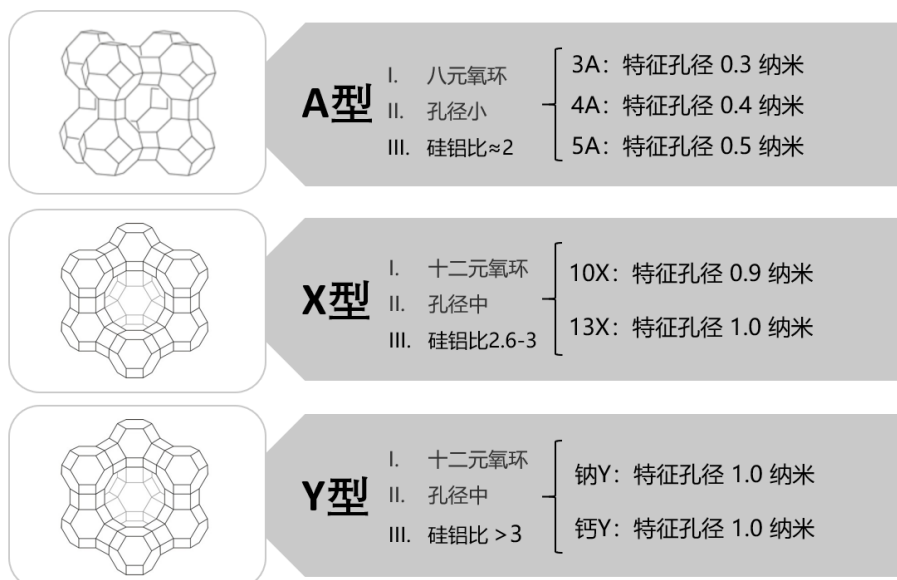 A型
I. 八元氧环
II. 孔径小
III. 硅铝比≈2
3A：特征孔径 0.3 纳米
4A：特征孔径 0.4 纳米
5A：特征孔径 0.5 纳米
X型
I. 十二元氧环
II. 孔径中
III. 硅铝比2.6-3
10X：特征孔径 0.9 纳米
13X：特征孔径 1.0 纳米
Y型
I. 十二元氧环
II. 孔径中
III. 硅铝比 >3
钠Y：特征孔径 1.0 纳米
钙Y：特征孔径 1.0 纳米